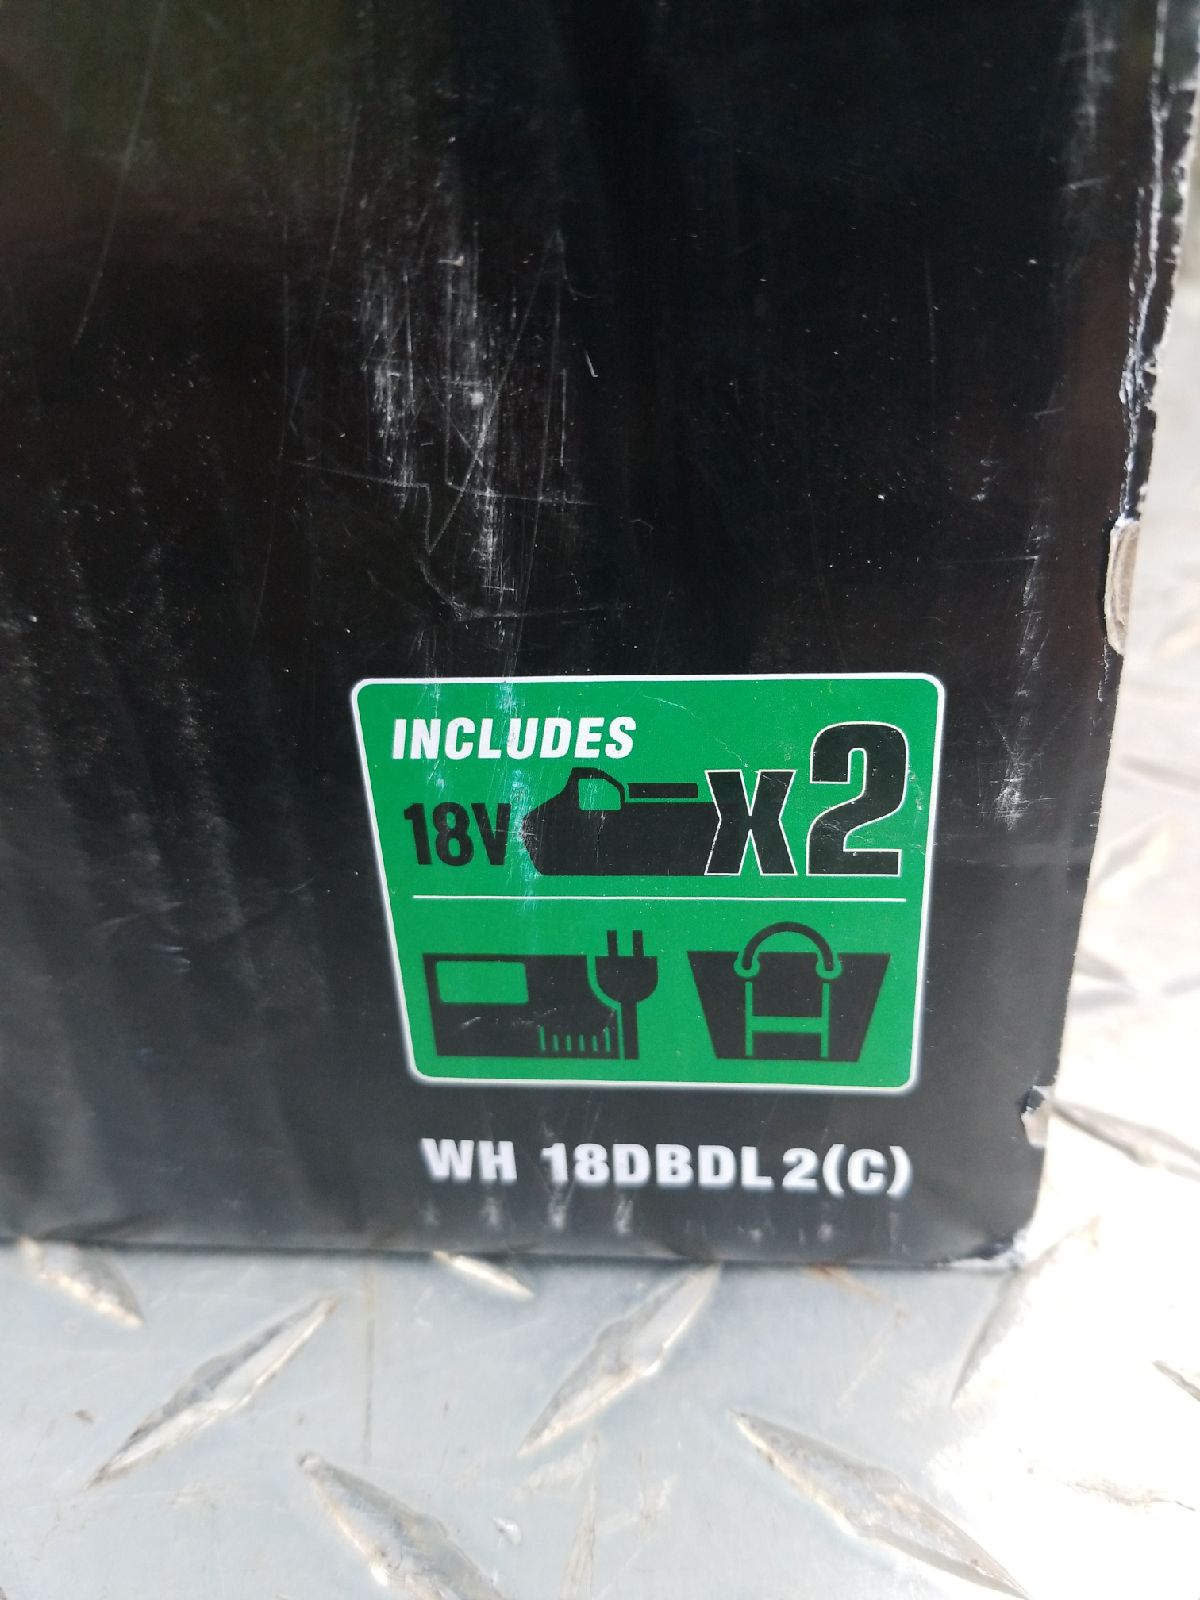 INCLUDES
18V x2
WH 18DBDL2(C)